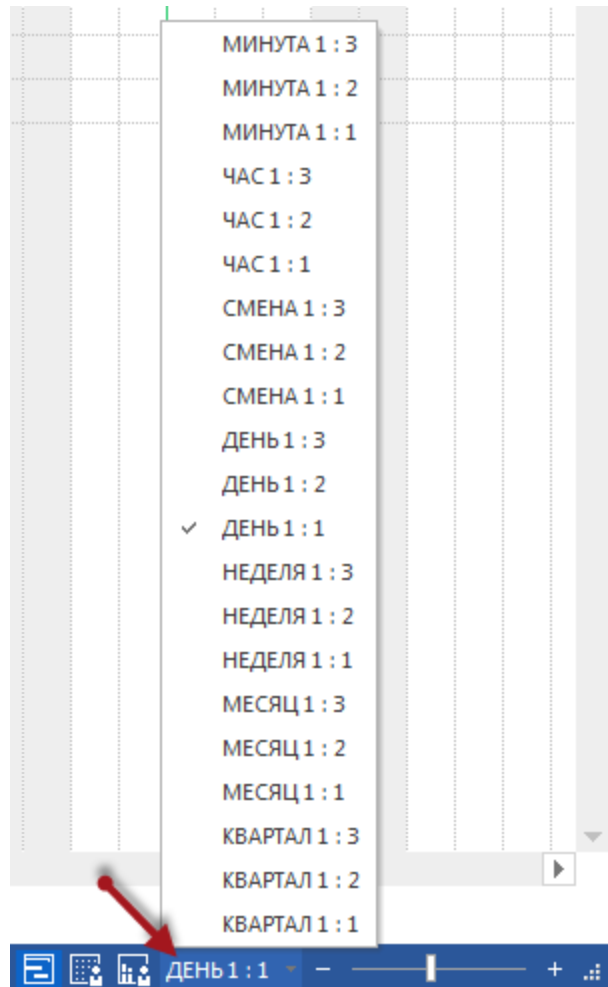 МИНУТА 1 : 3
МИНУТА 1 : 2
МИНУТА 1 : 1
ЧАС 1 : 3
ЧАС 1 : 2
ЧАС 1 : 1
СМЕНА 1 : 3
СМЕНА 1 : 2
СМЕНА 1 : 1
ДЕНЬ 1 : 3
ДЕНЬ 1 : 2
ДЕНЬ 1 : 1
НЕДЕЛЯ 1 : 3
НЕДЕЛЯ 1 : 2
НЕДЕЛЯ 1 : 1
МЕСЯЦ 1 : 3
МЕСЯЦ 1 : 2
МЕСЯЦ 1 : 1
КВАРТАЛ 1 : 3
КВАРТАЛ 1 : 2
КВАРТАЛ 1 : 1
ДЕНЬ 1 : 1